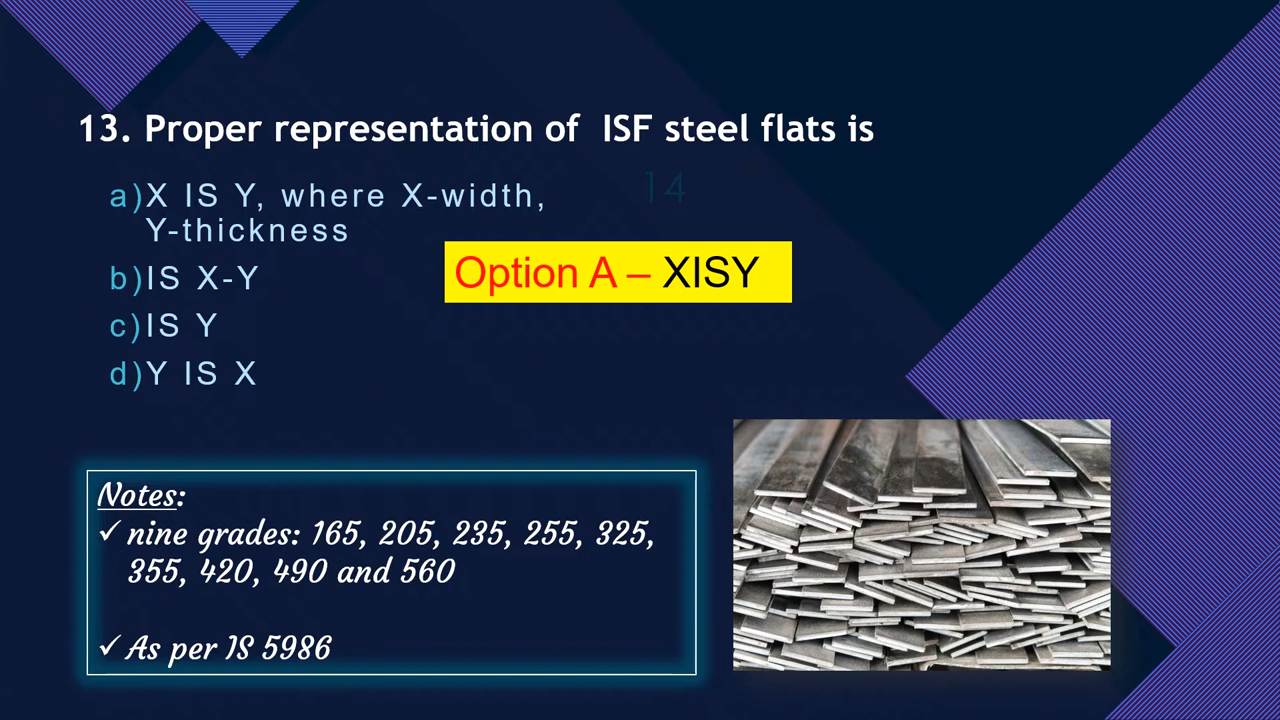 13. Proper representation of ISF steel flats is
14
a)X IS Y, where X-width,
Y-thickness
Option A – XISY
b)IS X-Y
c)IS Y
d)Y IS X
Notes:
✓ nine grades: 165, 205, 235, 255, 325,
355, 420, 490 and 560
✓ As per IS 5986